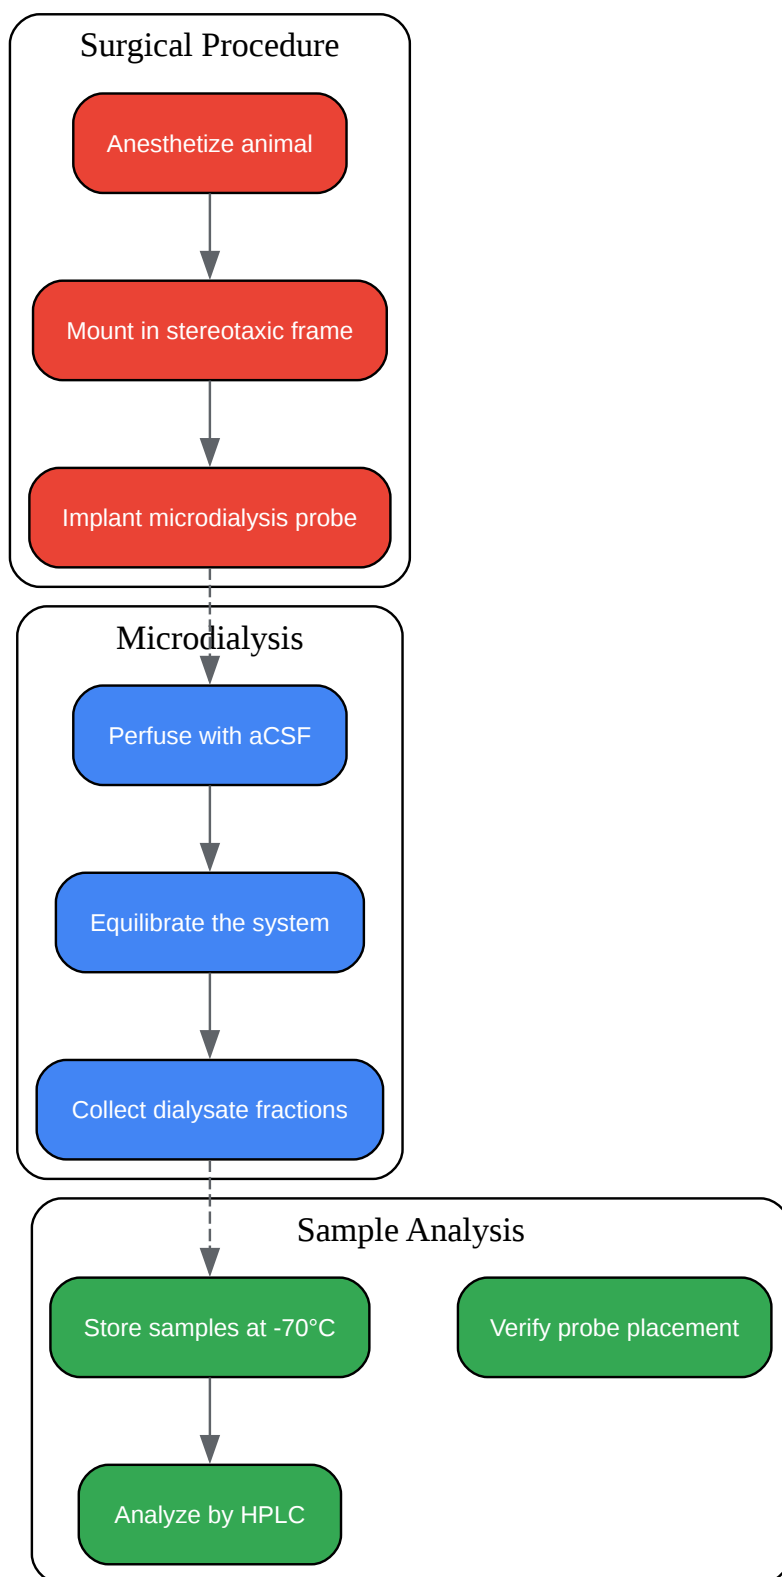 Surgical Procedure
Anesthetize animal
Mount in stereotaxic frame
Implant microdialysis probe
Microdialysis
Perfuse with aCSF
Equilibrate the system
Collect dialysate fractions
Sample Analysis
Store samples at -70°C
Verify probe placement
Analyze by HPLC